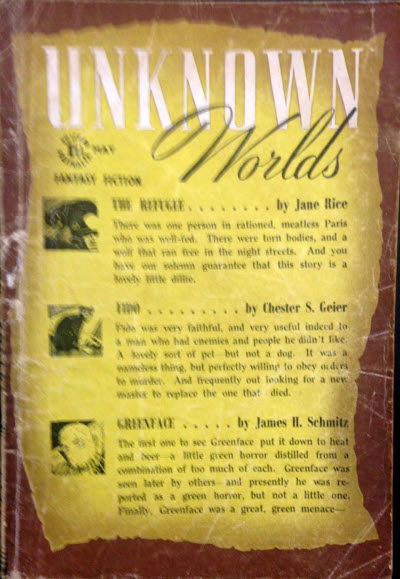 UNKNOWN
Worlds
MAY
FANTASY FICTION
THE REFUGEE . . . . . . . . by Jane Rice
There was one person in rationed, meatless Paris
who was well-fed. There were torn bodies, and a
wolf that ran free in the night streets. And you
have our solemn guarantee that this story is a
lovely little dillie.
FIDO . . . . . . . . . by Chester S. Geier
Fido was very faithful, and very useful indeed to
a man who had enemies and people he didn't like.
A lovely sort of pet—but not a dog. It was a
nameless thing, but perfectly willing to obey orders
to murder. And frequently out looking for a new
master to replace the one that—died.
GREENFACE . . . . . by James H. Schmitz
The first one to see Greenface put it down to heat
and beer—a little green horror distilled from a
combination of too much of each. Greenface was
seen later by others—and presently he was re-
ported as a green horror, but not a little one.
Finally, Greenface was a great, green menace—